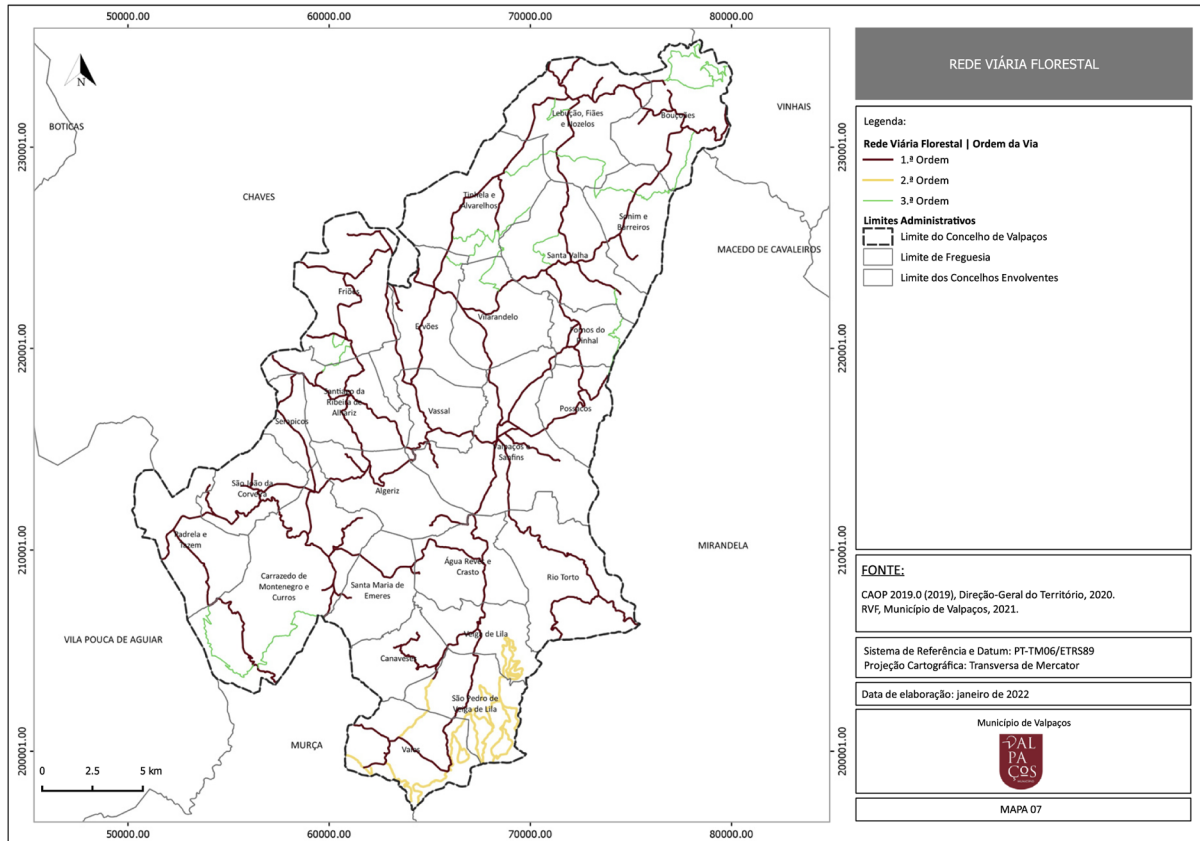 50000.00 60000.00 70000.00 80000.00
230001.00
220001.00
210001.00
200001.00
N
BOTICAS
CHAVES
VINHAIS
MACEDO DE CAVALEIROS
MIRANDELA
VILA POUCA DE AGUIAR
MURÇA
Lebução, Fiães
e Nozelos
Bouçoães
Tinhela e
Alvarelhos
Sonim e
Barreiros
Santa Valha
Friões
Ervões
Vilarandelo
Fornos do
Pinhal
Santiago da
Ribeira de
Alhariz
Vassal
Possacos
Serapicos
Valpaços e
Sanfins
São João da
Corveira
Algeriz
Padrela e
Tazem
Carrazedo de
Montenegro e
Curros
Santa Maria de
Emeres
Água Revés e
Crasto
Rio Torto
Veiga de Lila
Canaveses
São Pedro de
Veiga de Lila
Vales
0 2.5 5 km
230001.00
220001.00
210001.00
200001.00
50000.00 60000.00 70000.00 80000.00
REDE VIÁRIA FLORESTAL
Legenda:
Rede Viária Florestal | Ordem da Via
1.ª Ordem
2.ª Ordem
3.ª Ordem
Limites Administrativos
Limite do Concelho de Valpaços
Limite de Freguesia
Limite dos Concelhos Envolventes
FONTE:
CAOP 2019.0 (2019), Direção-Geral do Território, 2020.
RVF, Município de Valpaços, 2021.
Sistema de Referência e Datum: PT-TM06/ETRS89
Projeção Cartográfica: Transversa de Mercator
Data de elaboração: janeiro de 2022
Município de Valpaços
VAL
PA
ÇOS
MAPA 07